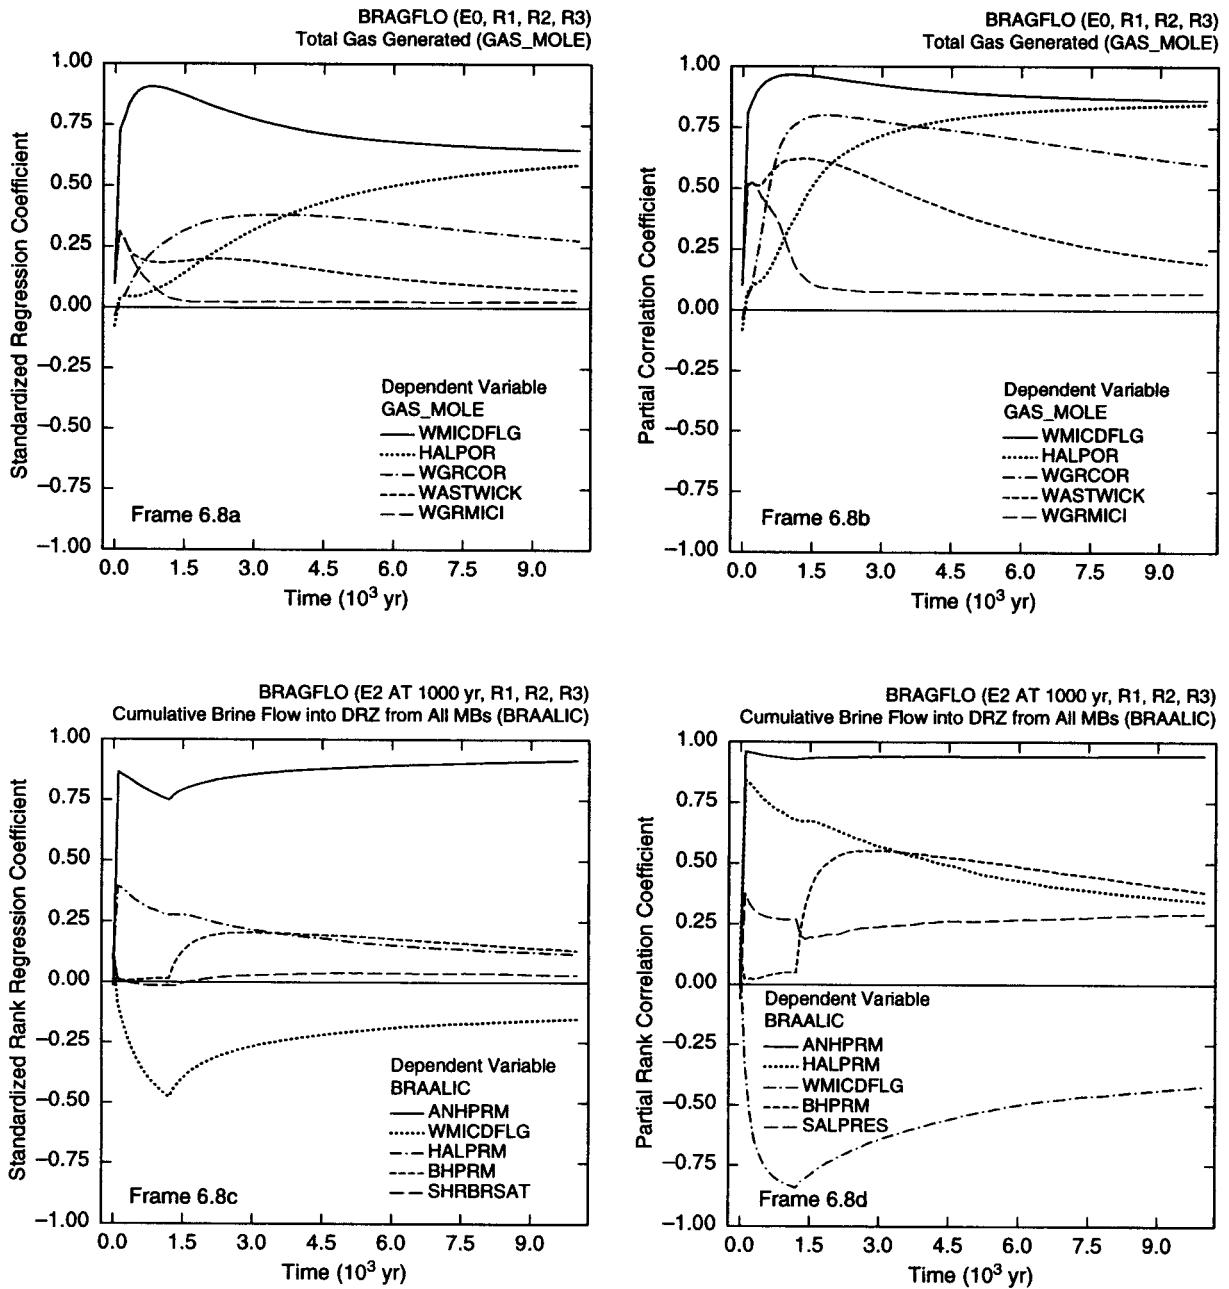 BRAGFLO (E0, R1, R2, R3)
Total Gas Generated (GAS_MOLE)
1.00
0.75
0.50
0.25
0.00
−0.25
−0.50
−0.75
−1.00
Standardized Regression Coefficient
Dependent Variable
GAS_MOLE
WMICDFLG
HALPOR
WGRCOR
WASTWICK
WGRMICI
Frame 6.8a
0.0 1.5 3.0 4.5 6.0 7.5 9.0
Time (10³ yr)
BRAGFLO (E0, R1, R2, R3)
Total Gas Generated (GAS_MOLE)
1.00
0.75
0.50
0.25
0.00
−0.25
−0.50
−0.75
−1.00
Partial Correlation Coefficient
Dependent Variable
GAS_MOLE
WMICDFLG
HALPOR
WGRCOR
WASTWICK
WGRMICI
Frame 6.8b
0.0 1.5 3.0 4.5 6.0 7.5 9.0
Time (10³ yr)
BRAGFLO (E2 AT 1000 yr, R1, R2, R3)
Cumulative Brine Flow into DRZ from All MBs (BRAALIC)
1.00
0.75
0.50
0.25
0.00
−0.25
−0.50
−0.75
−1.00
Standardized Rank Regression Coefficient
Dependent Variable
BRAALIC
ANHPRM
WMICDFLG
HALPRM
BHPRM
SHRBRSAT
Frame 6.8c
0.0 1.5 3.0 4.5 6.0 7.5 9.0
Time (10³ yr)
BRAGFLO (E2 AT 1000 yr, R1, R2, R3)
Cumulative Brine Flow into DRZ from All MBs (BRAALIC)
1.00
0.75
0.50
0.25
0.00
−0.25
−0.50
−0.75
−1.00
Partial Rank Correlation Coefficient
Dependent Variable
BRAALIC
ANHPRM
HALPRM
WMICDFLG
BHPRM
SALPRES
Frame 6.8d
0.0 1.5 3.0 4.5 6.0 7.5 9.0
Time (10³ yr)